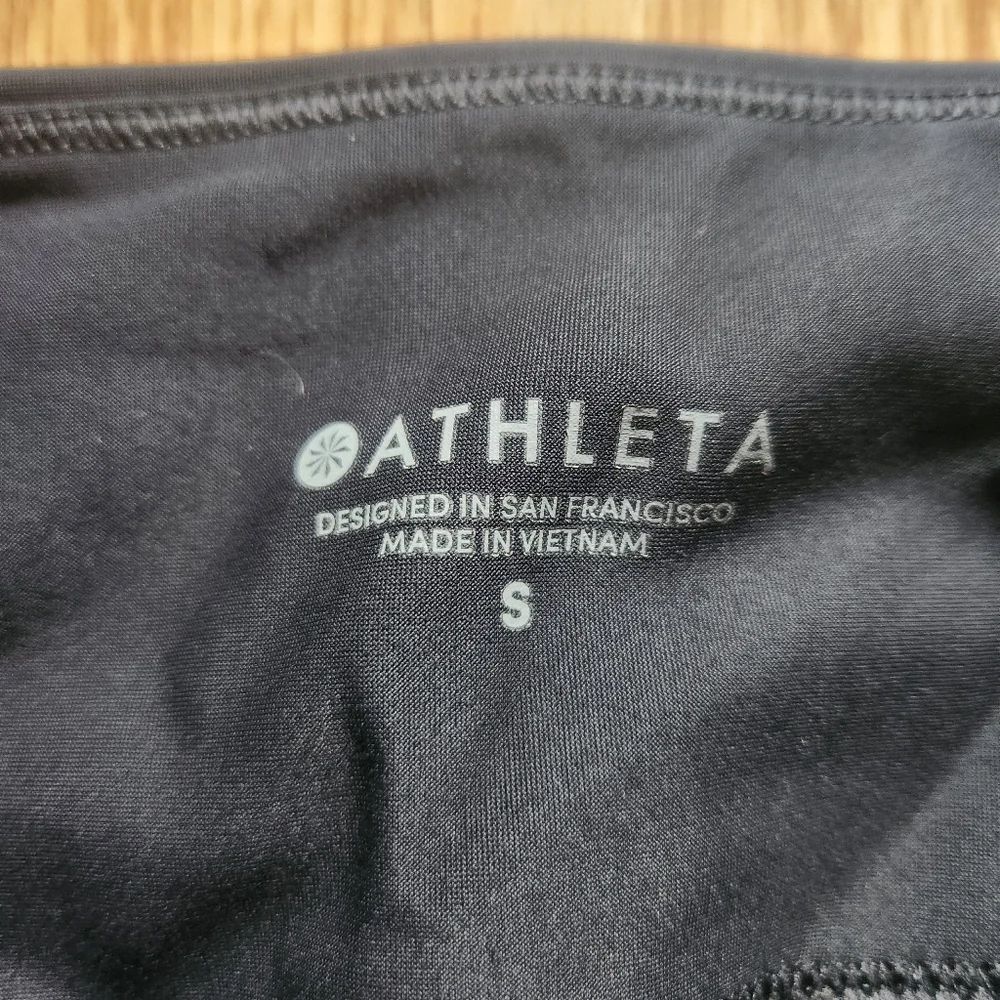 ATHLETA
DESIGNED IN SAN FRANCISCO
MADE IN VIETNAM
S